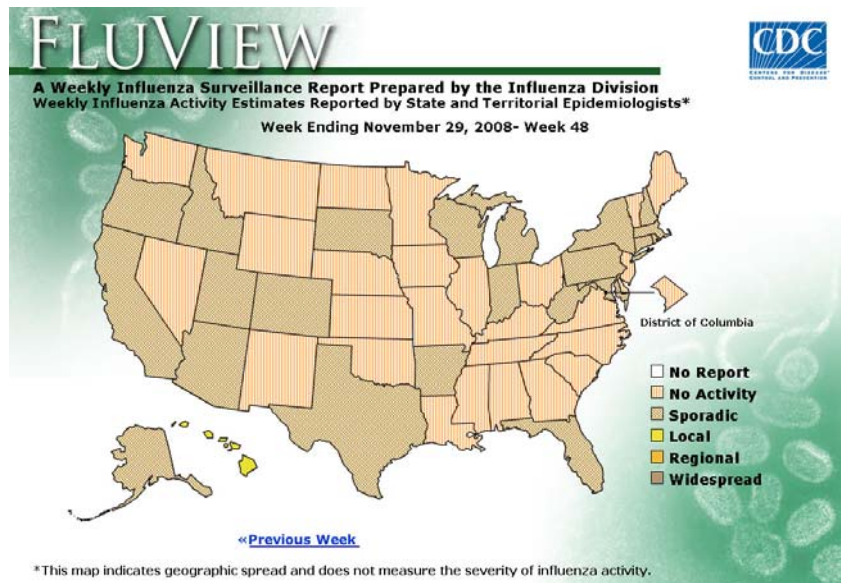 FLUVIEW
CDC
CENTERS FOR DISEASE
CONTROL AND PREVENTION
A Weekly Influenza Surveillance Report Prepared by the Influenza Division
Weekly Influenza Activity Estimates Reported by State and Territorial Epidemiologists*
Week Ending November 29, 2008- Week 48
District of Columbia
No Report
No Activity
Sporadic
Local
Regional
Widespread
«Previous Week
*This map indicates geographic spread and does not measure the severity of influenza activity.